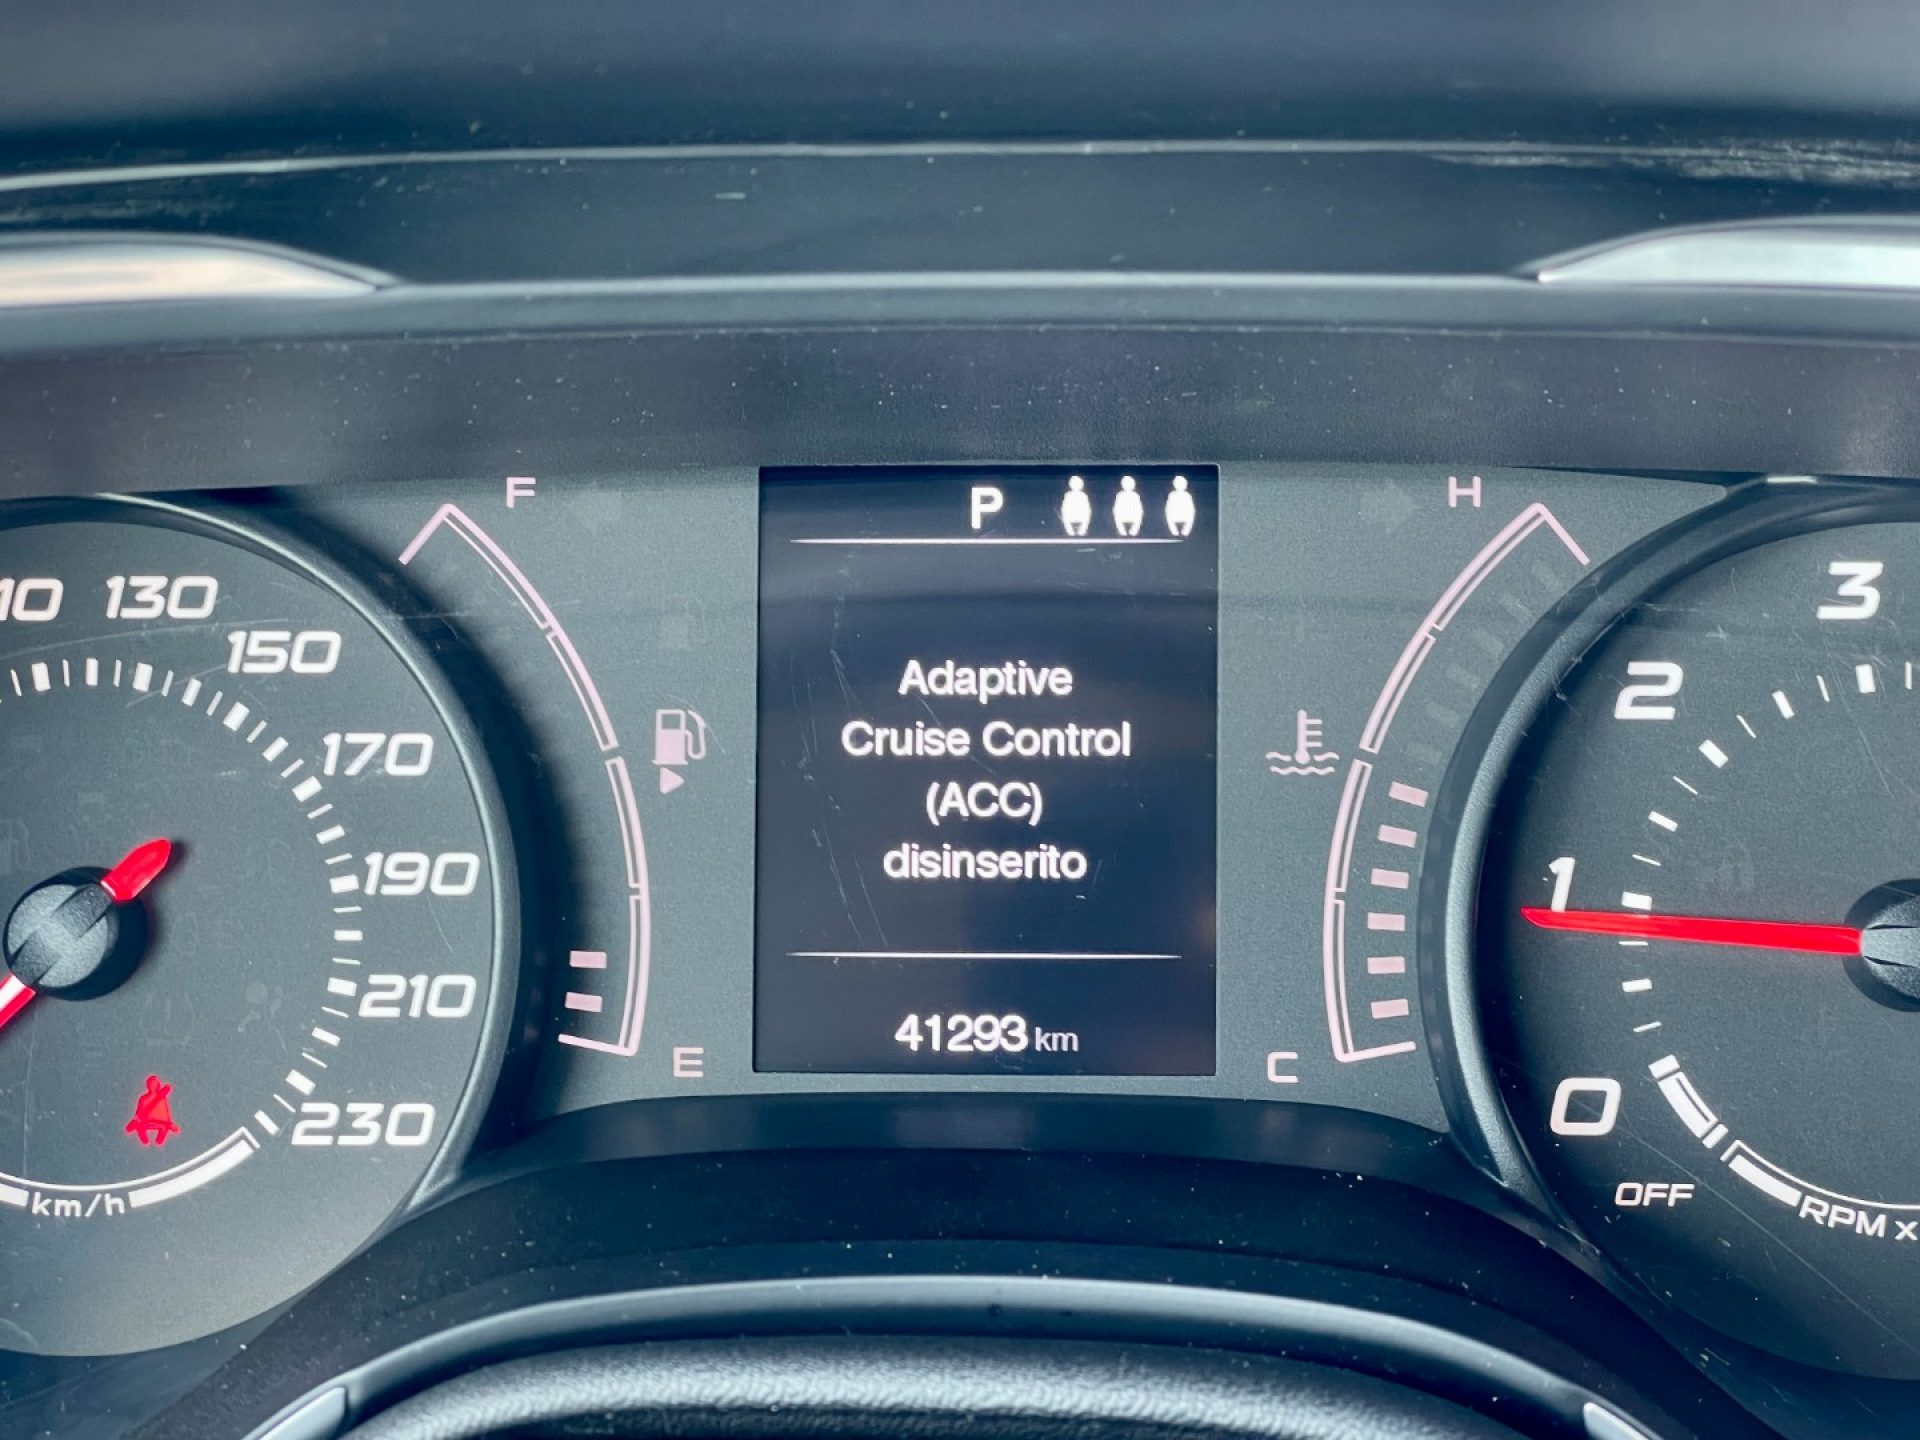 F
H
P
10 130
150
170
190
210
230
km/h
Adaptive
Cruise Control
(ACC)
disinserito
41293 km
E
C
3
2
1
0
OFF
RPM x